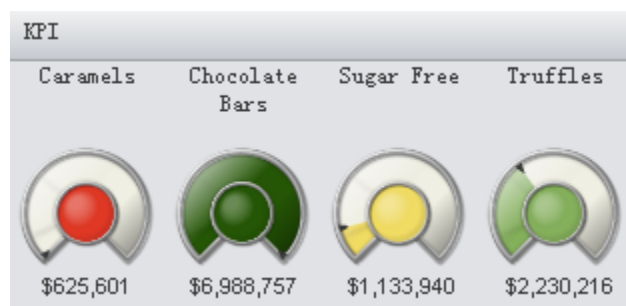 KPI
Caramels
Chocolate
Bars
Sugar Free
Truffles
$625,601
$6,988,757
$1,133,940
$2,230,216